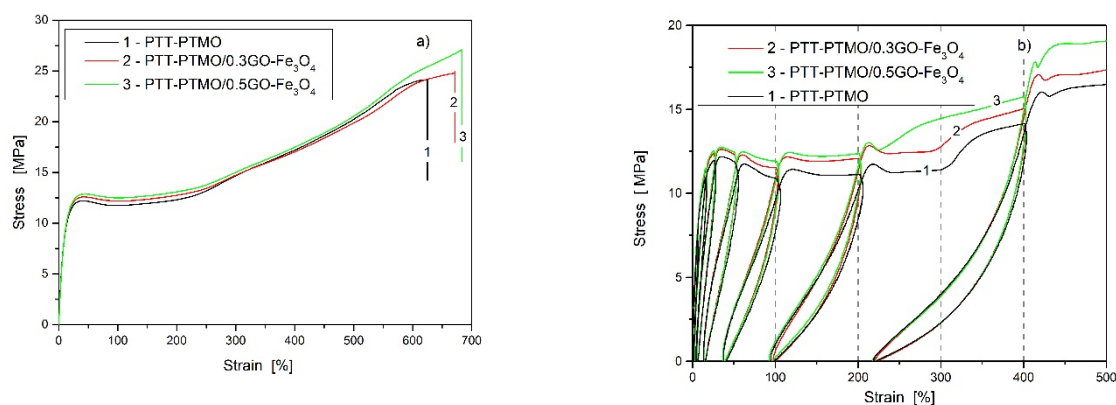 a)
1 - PTT-PTMO
2 - PTT-PTMO/0.3GO-Fe₃O₄
3 - PTT-PTMO/0.5GO-Fe₃O₄
30
25
20
15
10
5
0
Stress [MPa]
1
2
3
0 100 200 300 400 500 600 700
Strain [%]
b)
2 - PTT-PTMO/0.3GO-Fe₃O₄
3 - PTT-PTMO/0.5GO-Fe₃O₄
1 - PTT-PTMO
20
15
10
5
0
Stress [ MPa]
3
2
1
0 100 200 300 400 500
Strain [%]